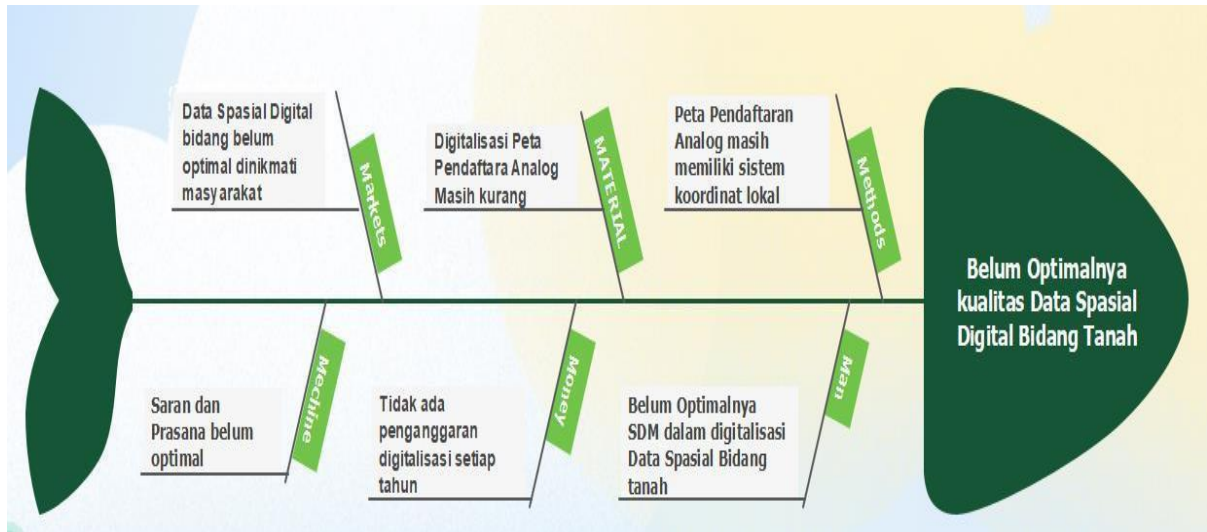 Data Spasial Digital
bidang belum
optimal dinikmati
masyarakat
Markets
Digitalisasi Peta
Pendaftara Analog
Masih kurang
MATERIAL
Peta Pendaftaran
Analog masih
memiliki sistem
koordinat lokal
Methods
Belum Optimalnya
kualitas Data Spasial
Digital Bidang Tanah
Saran dan
Prasana belum
optimal
Mechine
Tidak ada
penganggaran
digitalisasi setiap
tahun
Money
Belum Optimalnya
SDM dalam digitalisasi
Data Spasial Bidang
tanah
Man